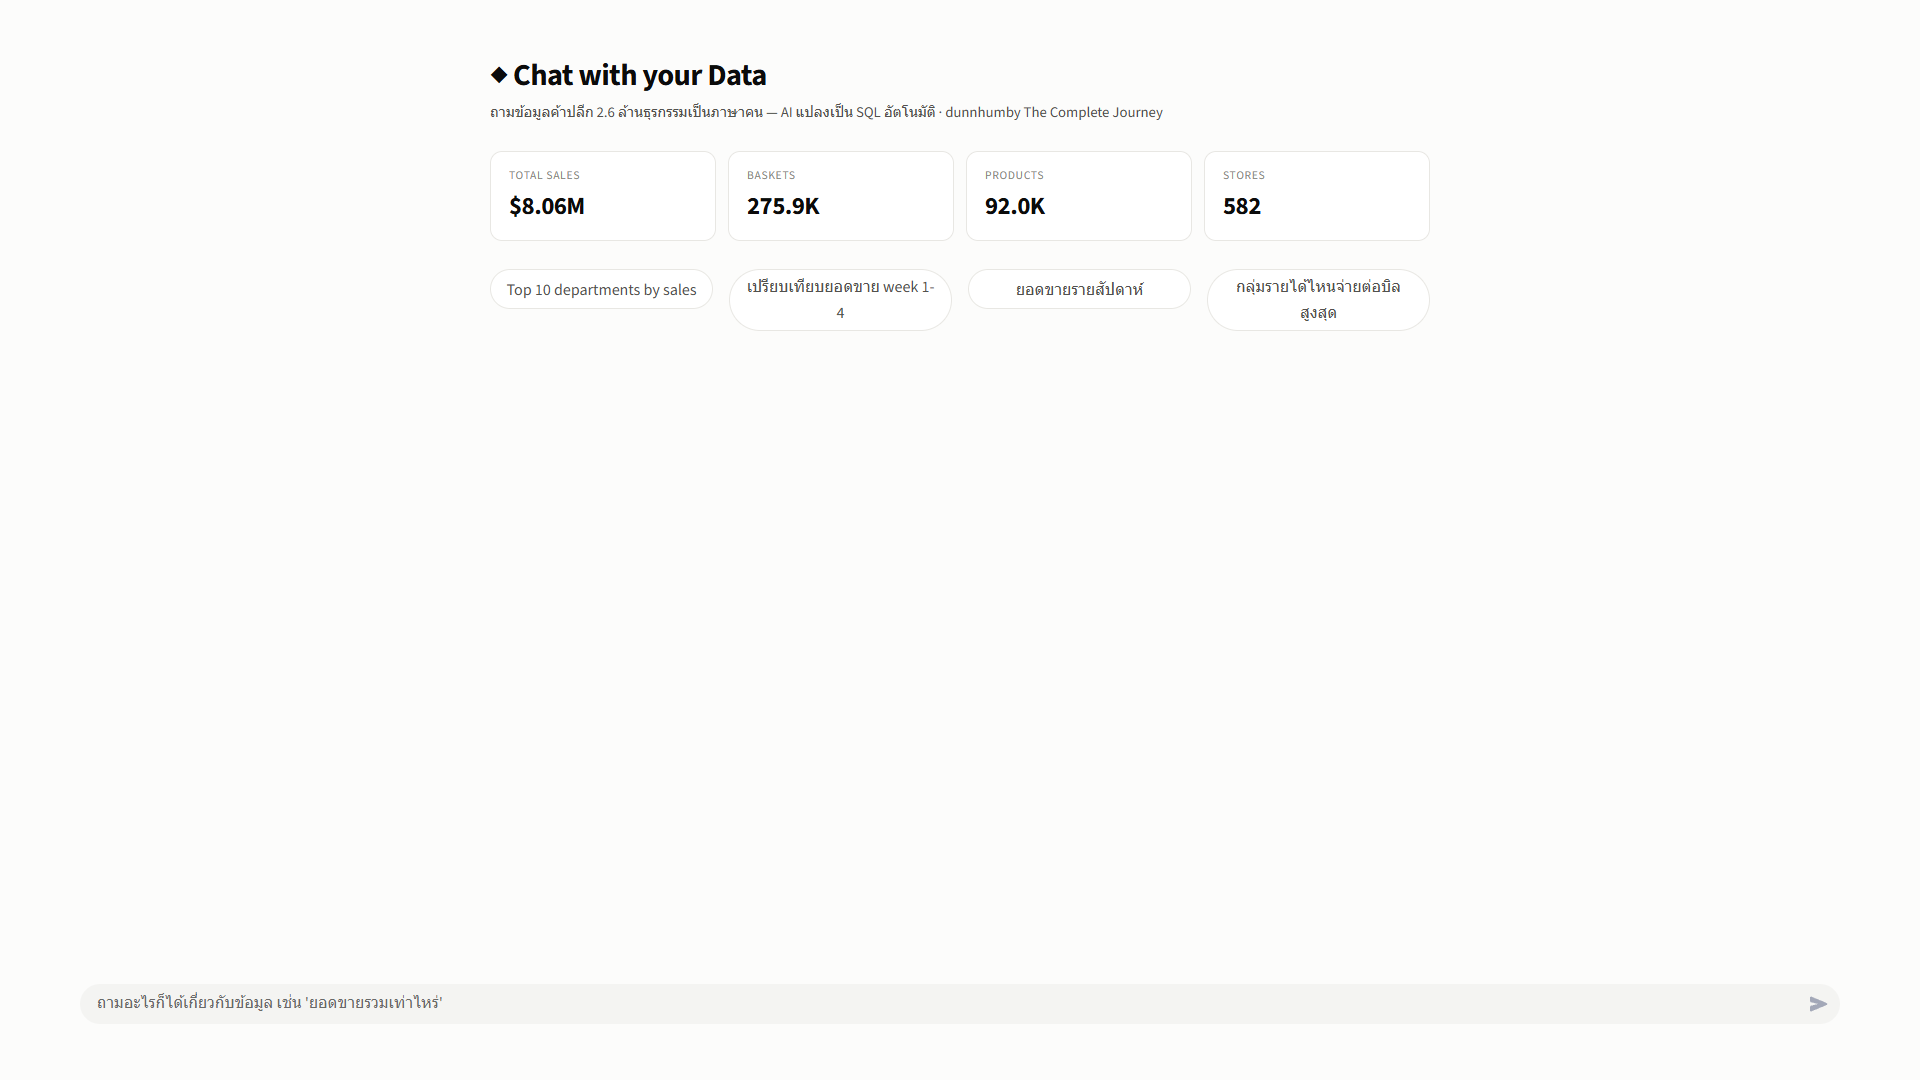 ◆ Chat with your Data
ถามข้อมูลค้าปลีก 2.6 ล้านธุรกรรมเป็นภาษาคน — AI แปลงเป็น SQL อัตโนมัติ · dunnhumby The Complete Journey
TOTAL SALES
$8.06M
BASKETS
275.9K
PRODUCTS
92.0K
STORES
582
Top 10 departments by sales
เปรียบเทียบยอดขาย week 1-
4
ยอดขายรายสัปดาห์
กลุ่มรายได้ไหนจ่ายต่อบิล
สูงสุด
ถามอะไรก็ได้เกี่ยวกับข้อมูล เช่น 'ยอดขายรวมเท่าไหร่'